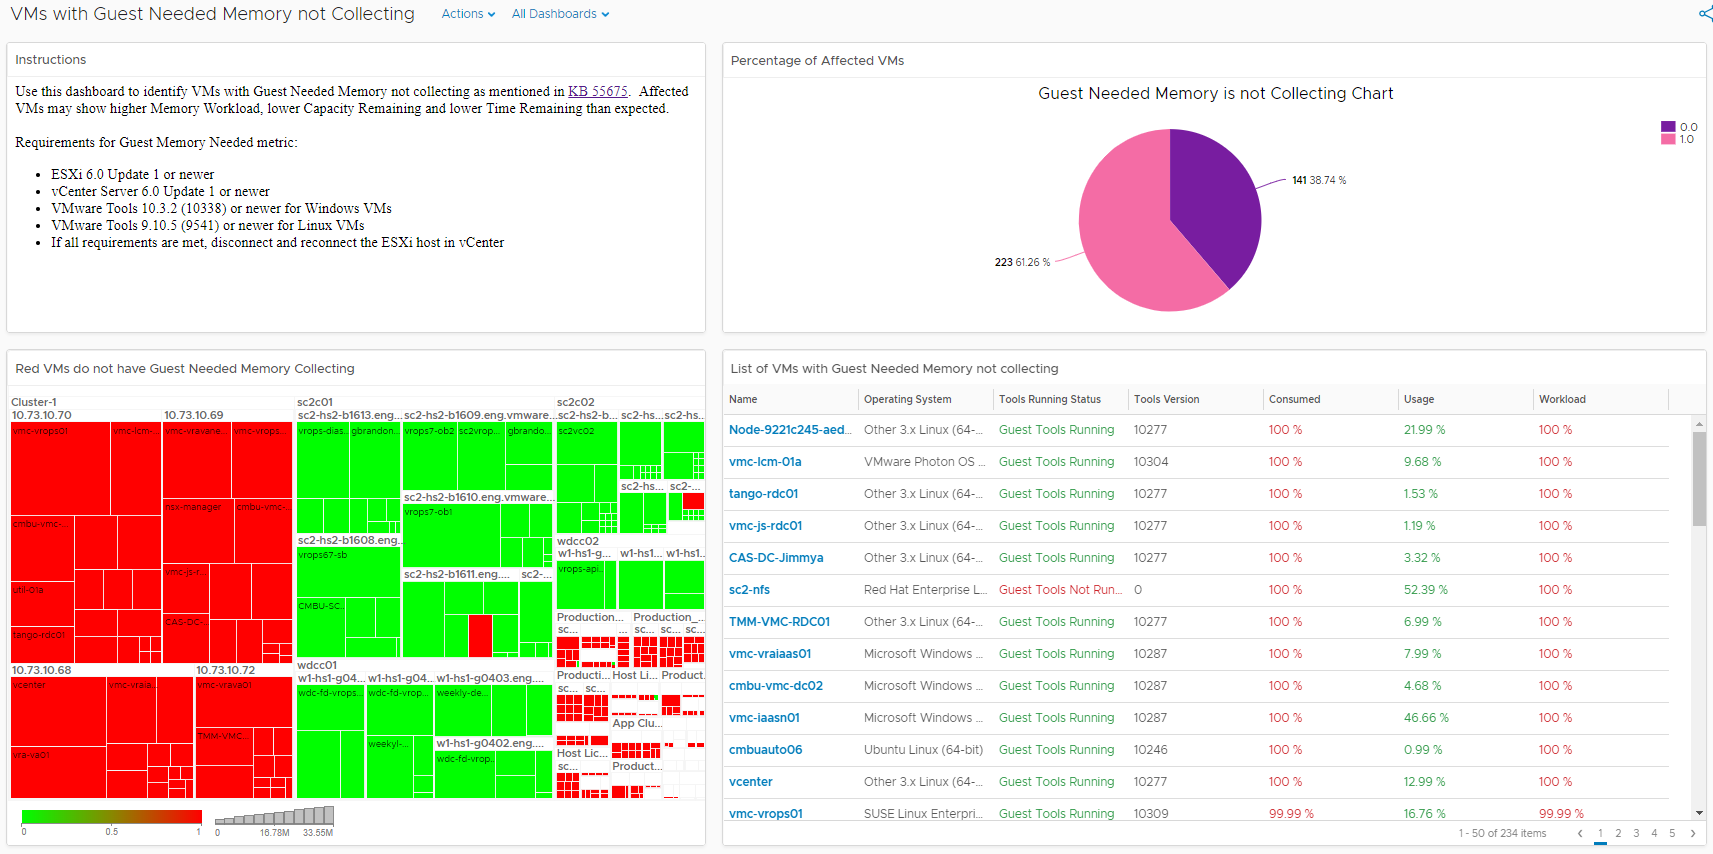 VMs with Guest Needed Memory not Collecting
Actions
All Dashboards
Instructions
Use this dashboard to identify VMs with Guest Needed Memory not collecting as mentioned in KB 55675. Affected
VMs may show higher Memory Workload, lower Capacity Remaining and lower Time Remaining than expected.
Requirements for Guest Memory Needed metric:
• ESXi 6.0 Update 1 or newer
• vCenter Server 6.0 Update 1 or newer
• VMware Tools 10.3.2 (10338) or newer for Windows VMs
• VMware Tools 9.10.5 (9541) or newer for Linux VMs
• If all requirements are met, disconnect and reconnect the ESXi host in vCenter
Percentage of Affected VMs
Guest Needed Memory is not Collecting Chart
0.0
1.0
141 38.74 %
223 61.26 %
Red VMs do not have Guest Needed Memory Collecting
Cluster-1
10.73.10.70
10.73.10.69
vmc-vrops01
vmc-lcm-
vmc-vravane...
vmc-vrops...
nsx-manager
cmbu-vmc-...
cmbu-vmc-...
vmc-js-r...
util-01a
CAS-DC-...
tango-rdc01
10.73.10.68
10.73.10.72
vcenter
vmc-vraia...
vmc-vrava01
TMM-VMC...
vra-va01
sc2c01
sc2-hs2-b1613.eng...
sc2-hs2-b1609.eng.vmware...
vrops-dias...
gbrandon...
vrops7-ob2
sc2vrop...
gbrando...
sc2-hs2-b1610.eng.vmware...
vrops7-ob1
sc2-hs2-b1608.eng...
vrops67-sb
CMBU-SC...
sc2-hs2-b1611.eng....
sc2-...
wdcc01
w1-hs1-g04...
w1-hs1-g04...
w1-hs1-g0403.eng....
wdc-fd-vrops...
wdc-fd-vrop...
weekly-de...
weekyl-...
w1-hs1-g0402.eng....
wdc-fd-vrop...
sc2c02
sc2-hs2-b...
sc2-hs...
sc2-hs...
sc2vc02
sc2-hs...
sc2-...
wdcc02
w1-hs1-g...
w1-hs1...
w1-hs1...
vrops-api...
Production...
Production_...
sc...
...
sc...
sc...
sc...
Producti...
Host Li...
Product...
sc...
sc...
App Clu...
Host Lic...
sc...
Product...
0
0.5
1
0
16.78M
33.55M
List of VMs with Guest Needed Memory not collecting
Name Operating System Tools Running Status Tools Version Consumed Usage Workload
Node-9221c245-aed... Other 3.x Linux (64-... Guest Tools Running 10277 100 % 21.99 % 100 %
vmc-lcm-01a VMware Photon OS ... Guest Tools Running 10304 100 % 9.68 % 100 %
tango-rdc01 Other 3.x Linux (64-... Guest Tools Running 10277 100 % 1.53 % 100 %
vmc-js-rdc01 Other 3.x Linux (64-... Guest Tools Running 10277 100 % 1.19 % 100 %
CAS-DC-Jimmya Other 3.x Linux (64-... Guest Tools Running 10277 100 % 3.32 % 100 %
sc2-nfs Red Hat Enterprise L... Guest Tools Not Run... 0 100 % 52.39 % 100 %
TMM-VMC-RDC01 Other 3.x Linux (64-... Guest Tools Running 10277 100 % 6.99 % 100 %
vmc-vraiaas01 Microsoft Windows ... Guest Tools Running 10287 100 % 7.99 % 100 %
cmbu-vmc-dc02 Microsoft Windows ... Guest Tools Running 10287 100 % 4.68 % 100 %
vmc-iaasn01 Microsoft Windows ... Guest Tools Running 10287 100 % 46.66 % 100 %
cmbuauto06 Ubuntu Linux (64-bit) Guest Tools Running 10246 100 % 0.99 % 100 %
vcenter Other 3.x Linux (64-... Guest Tools Running 10277 100 % 12.99 % 100 %
vmc-vrops01 SUSE Linux Enterpri... Guest Tools Running 10309 99.99 % 16.76 % 99.99 %
1 - 50 of 234 items 1 2 3 4 5